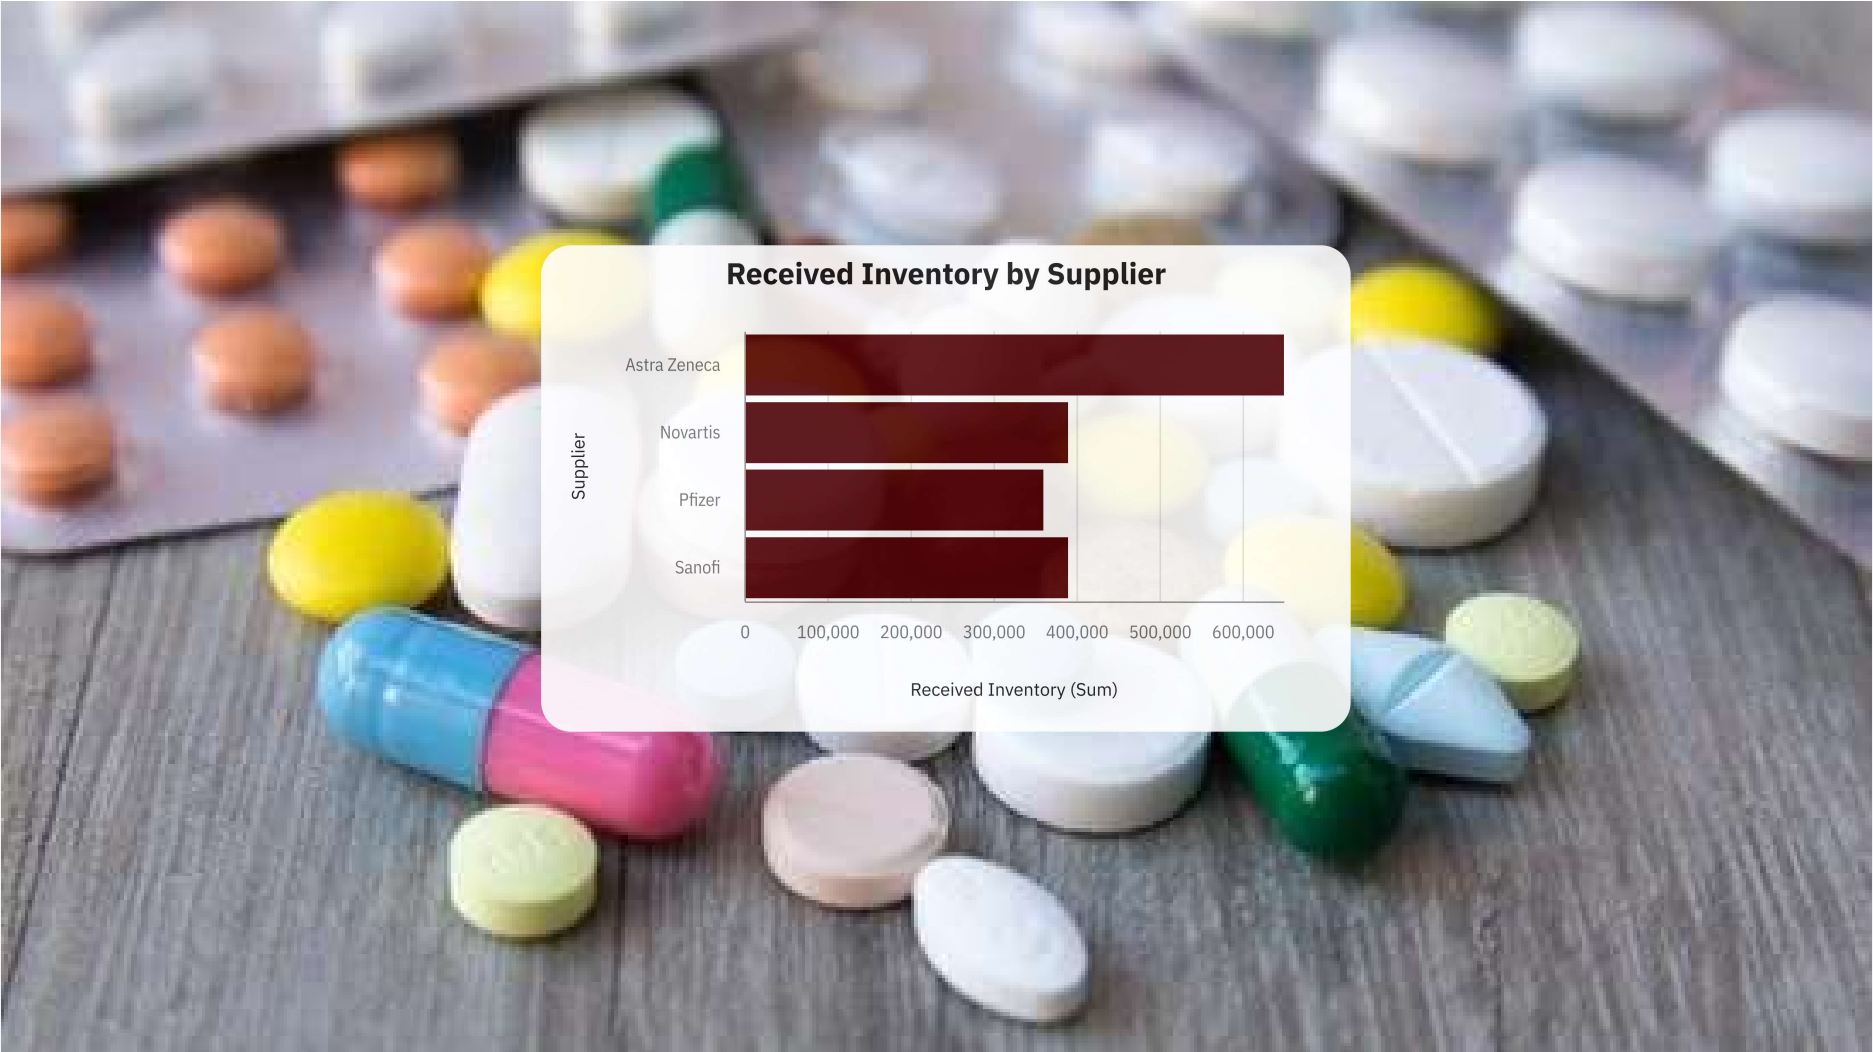 Received Inventory by Supplier
Astra Zeneca
Novartis
Pfizer
Sanofi
Supplier
0 100,000 200,000 300,000 400,000 500,000 600,000
Received Inventory (Sum)